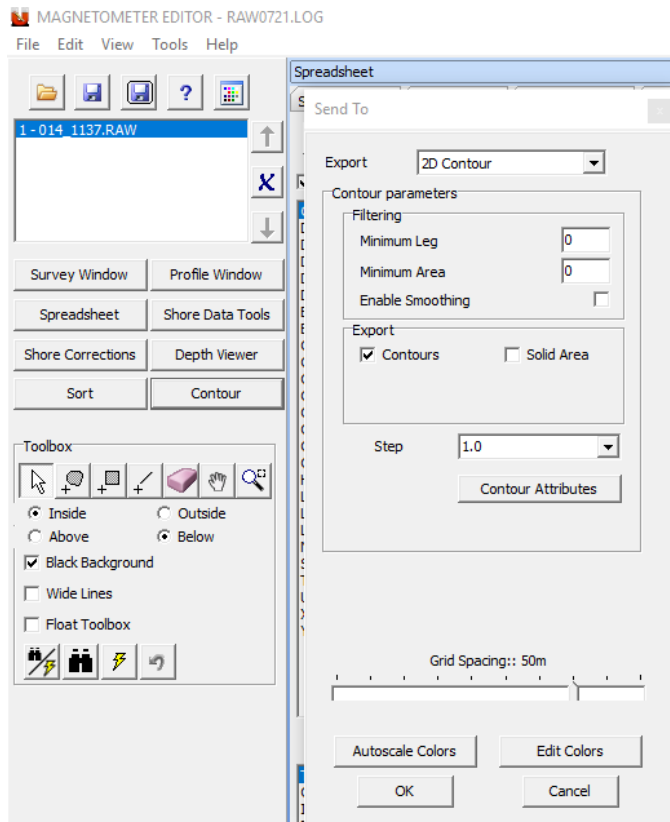 MAGNETOMETER EDITOR - RAW0721.LOG
File Edit View Tools Help
Spreadsheet
Send To
1 - 014_1137.RAW
Export 2D Contour
Contour parameters
Filtering
Minimum Leg 0
Minimum Area 0
Enable Smoothing
Export
Contours Solid Area
Step 1.0
Contour Attributes
Survey Window Profile Window
Spreadsheet Shore Data Tools
Shore Corrections Depth Viewer
Sort Contour
Toolbox
Inside Outside
Above Below
Black Background
Wide Lines
Float Toolbox
Grid Spacing:: 50m
Autoscale Colors Edit Colors
OK Cancel